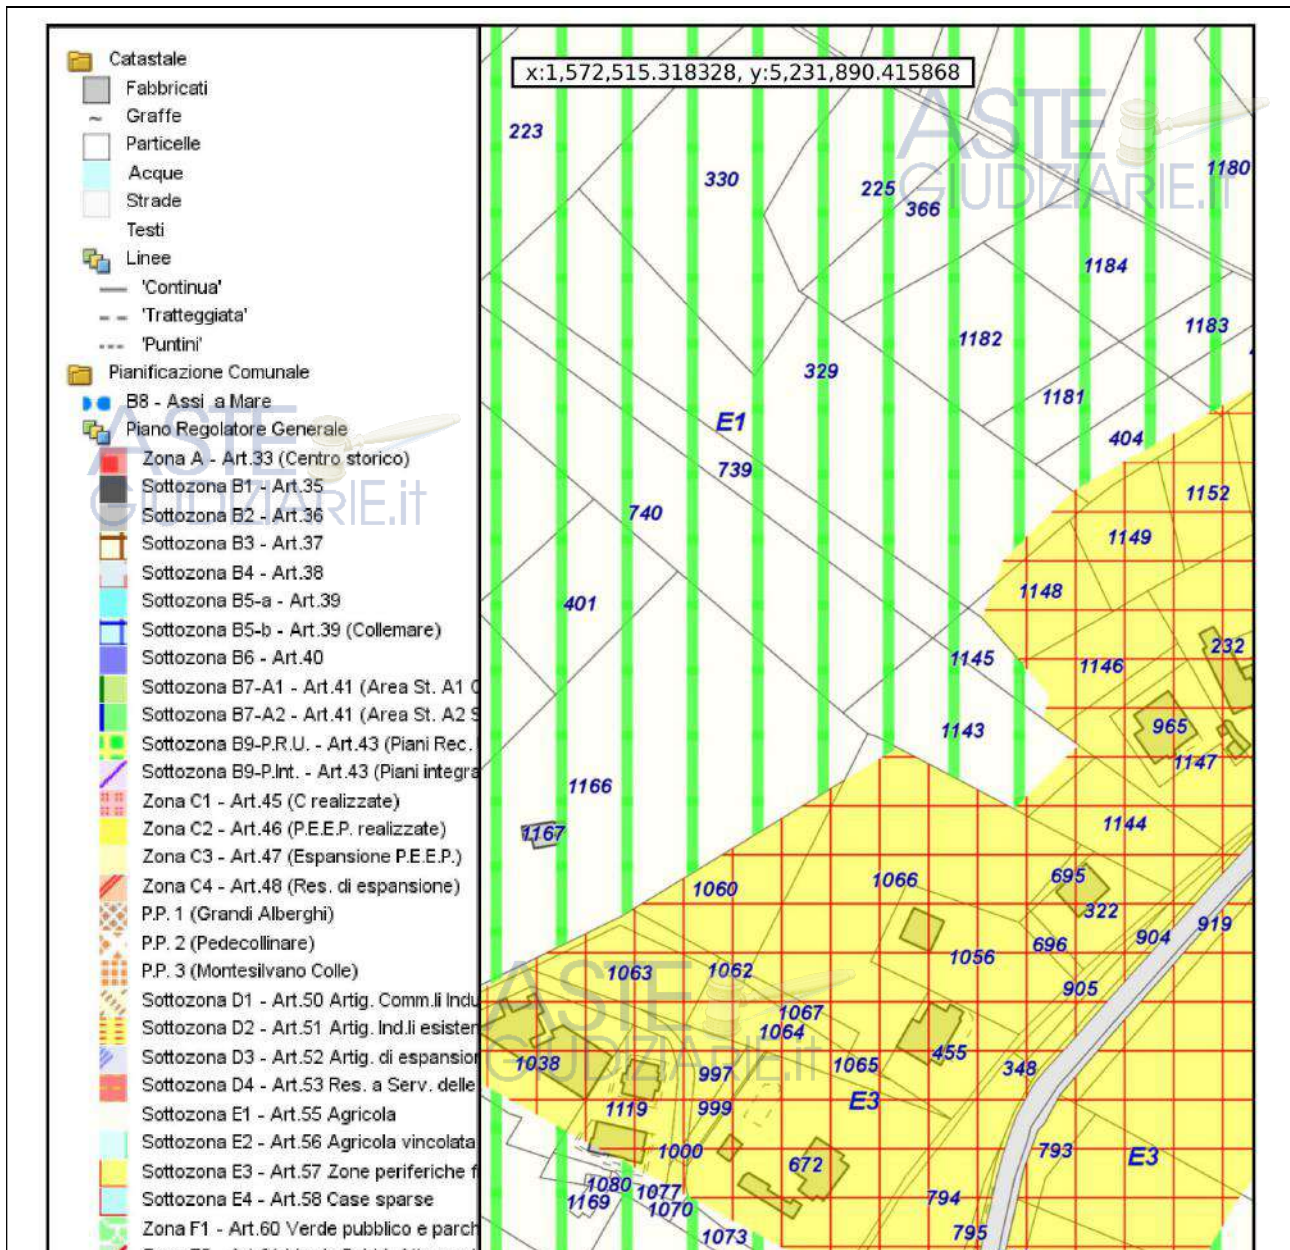 Catastale
Fabbricati
Graffe
Particelle
Acque
Strade
Testi
Linee
'Continua'
'Tratteggiata'
'Puntini'
Pianificazione Comunale
B8 - Assi a Mare
Piano Regolatore Generale
Zona A - Art.33 (Centro storico)
Sottozona B1 - Art.35
Sottozona B2 - Art.36
Sottozona B3 - Art.37
Sottozona B4 - Art.38
Sottozona B5-a - Art.39
Sottozona B5-b - Art.39 (Collemare)
Sottozona B6 - Art.40
Sottozona B7-A1 - Art.41 (Area St. A1
Sottozona B7-A2 - Art.41 (Area St. A2
Sottozona B9-P.R.U. - Art.43 (Piani Rec.
Sottozona B9-P.Int. - Art.43 (Piani integra
Zona C1 - Art.45 (C realizzate)
Zona C2 - Art.46 (P.E.E.P. realizzate)
Zona C3 - Art.47 (Espansione P.E.E.P.)
Zona C4 - Art.48 (Res. di espansione)
P.P. 1 (Grandi Alberghi)
P.P. 2 (Pedecollinare)
P.P. 3 (Montesilvano Colle)
Sottozona D1 - Art.50 Artig. Comm.li Indu
Sottozona D2 - Art.51 Artig. Ind.li esisten
Sottozona D3 - Art.52 Artig. di espansion
Sottozona D4 - Art.53 Res. a Serv. delle
Sottozona E1 - Art.55 Agricola
Sottozona E2 - Art.56 Agricola vincolata
Sottozona E3 - Art.57 Zone periferiche f
Sottozona E4 - Art.58 Case sparse
Zona F1 - Art.60 Verde pubblico e parch
x:1,572,515.318328, y:5,231,890.415868
ASTE
GIUDIZIARIE.it
223
330
225
366
1180
1184
1183
1182
329
1181
404
E1
739
740
401
1152
1149
1148
1145
1146
232
965
1143
1147
1166
1167
1144
1060
1066
695
322
919
904
696
1056
905
1063
1062
1067
1064
1065
455
348
1038
997
999
E3
1119
1000
672
793
E3
1080
1077
1169
1070
1073
794
795
ASTE
GIUDIZIARIE.it
ASTE
GIUDIZIARIE.it